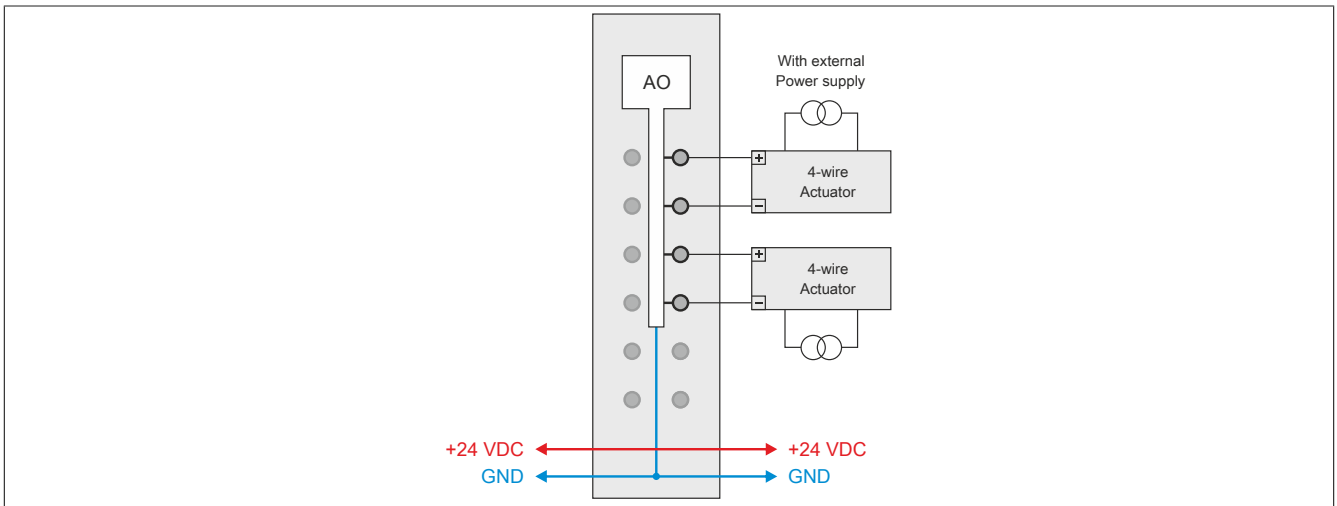 AO
With external
Power supply
+
4-wire
Actuator
−
+
4-wire
Actuator
−
+24 VDC
+24 VDC
GND
GND